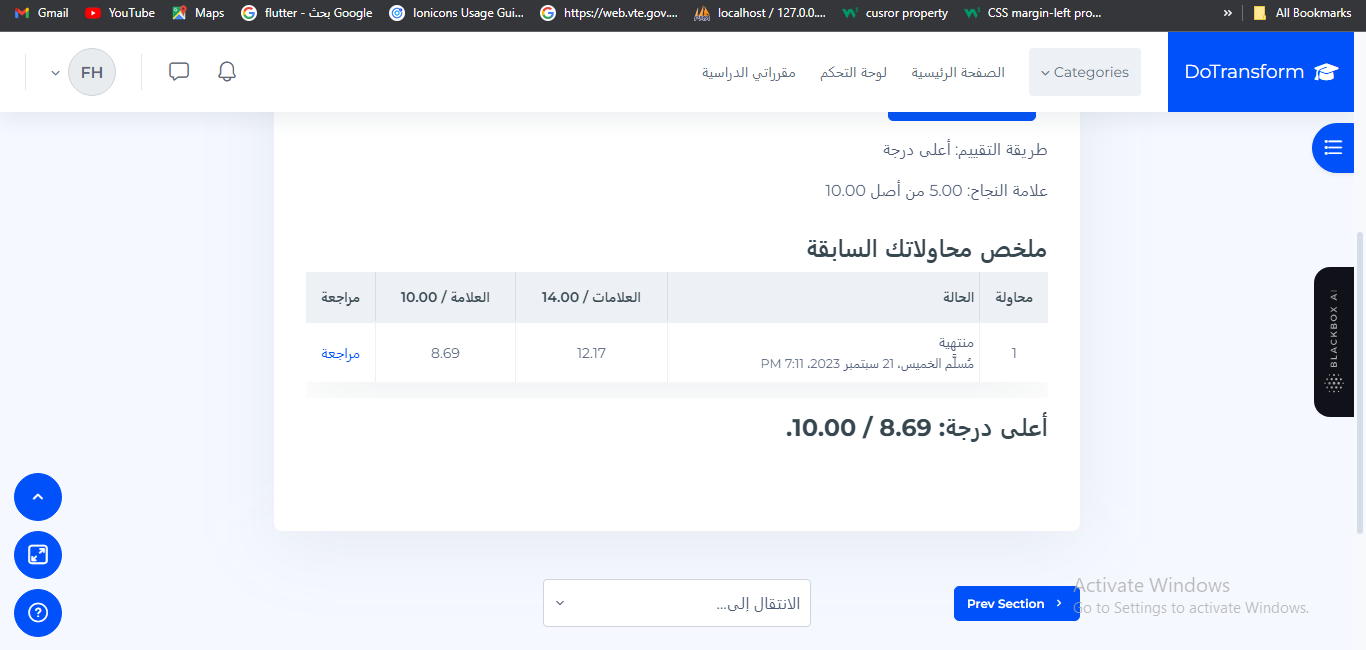 Gmail YouTube Maps flutter - بحث Google Ionicons Usage Gui... https://web.vte.gov.... localhost / 127.0.0.... cusror property CSS margin-left pro... » All Bookmarks
DoTransform Categories الصفحة الرئيسية لوحة التحكم مقرراتي الدراسية FH
طريقة التقييم: أعلى درجة
علامة النجاح: 5.00 من أصل 10.00
ملخص محاولاتك السابقة
محاولة الحالة العلامات / 14.00 العلامة / 10.00 مراجعة
1 منتهية 12.17 8.69 مراجعة
مُسلَّم الخميس، 21 سبتمبر 2023، 7:11 PM
أعلى درجة: 8.69 / 10.00.
BLACKBOX AI
Prev Section الانتقال إلى...
Activate Windows
Go to Settings to activate Windows.